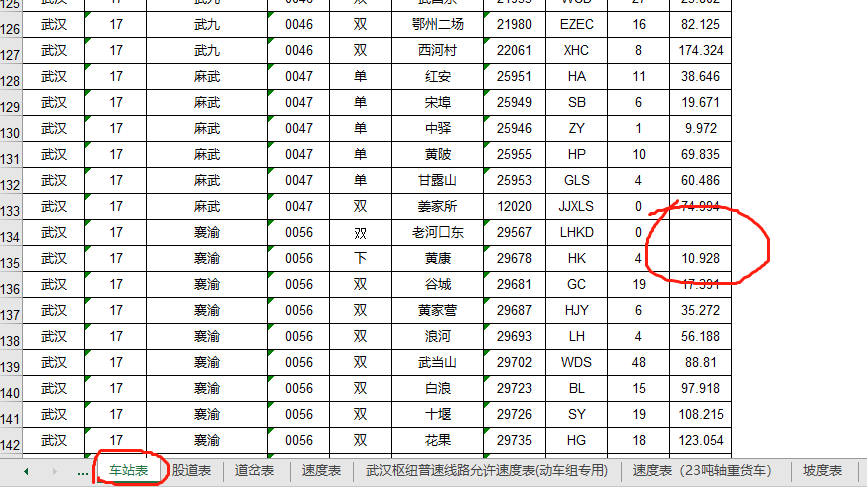 126 武汉 17 武九 0046 双 鄂州二场 21980 EZEC 16 82.125
127 武汉 17 武九 0046 双 西河村 22061 XHC 8 174.324
128 武汉 17 麻武 0047 单 红安 25951 HA 11 38.646
129 武汉 17 麻武 0047 单 宋埠 25949 SB 6 19.671
130 武汉 17 麻武 0047 单 中驿 25946 ZY 1 9.972
131 武汉 17 麻武 0047 单 黄陂 25955 HP 10 69.835
132 武汉 17 麻武 0047 单 甘露山 25953 GLS 4 60.486
133 武汉 17 麻武 0047 双 姜家所 12020 JJXLS 0 74.994
134 武汉 17 襄渝 0056 双 老河口东 29567 LHKD 0
135 武汉 17 襄渝 0056 下 黄康 29678 HK 4 10.928
136 武汉 17 襄渝 0056 双 谷城 29681 GC 19 17.391
137 武汉 17 襄渝 0056 双 黄家营 29687 HJY 6 35.272
138 武汉 17 襄渝 0056 双 浪河 29693 LH 4 56.188
139 武汉 17 襄渝 0056 双 武当山 29702 WDS 48 88.81
140 武汉 17 襄渝 0056 双 白浪 29723 BL 15 97.918
141 武汉 17 襄渝 0056 双 十堰 29726 SY 19 108.215
142 武汉 17 襄渝 0056 双 花果 29735 HG 18 123.054
... 车站表 股道表 道岔表 速度表 武汉枢纽普速线路允许速度表(动车组专用) 速度表（23吨轴重货车） 坡度表